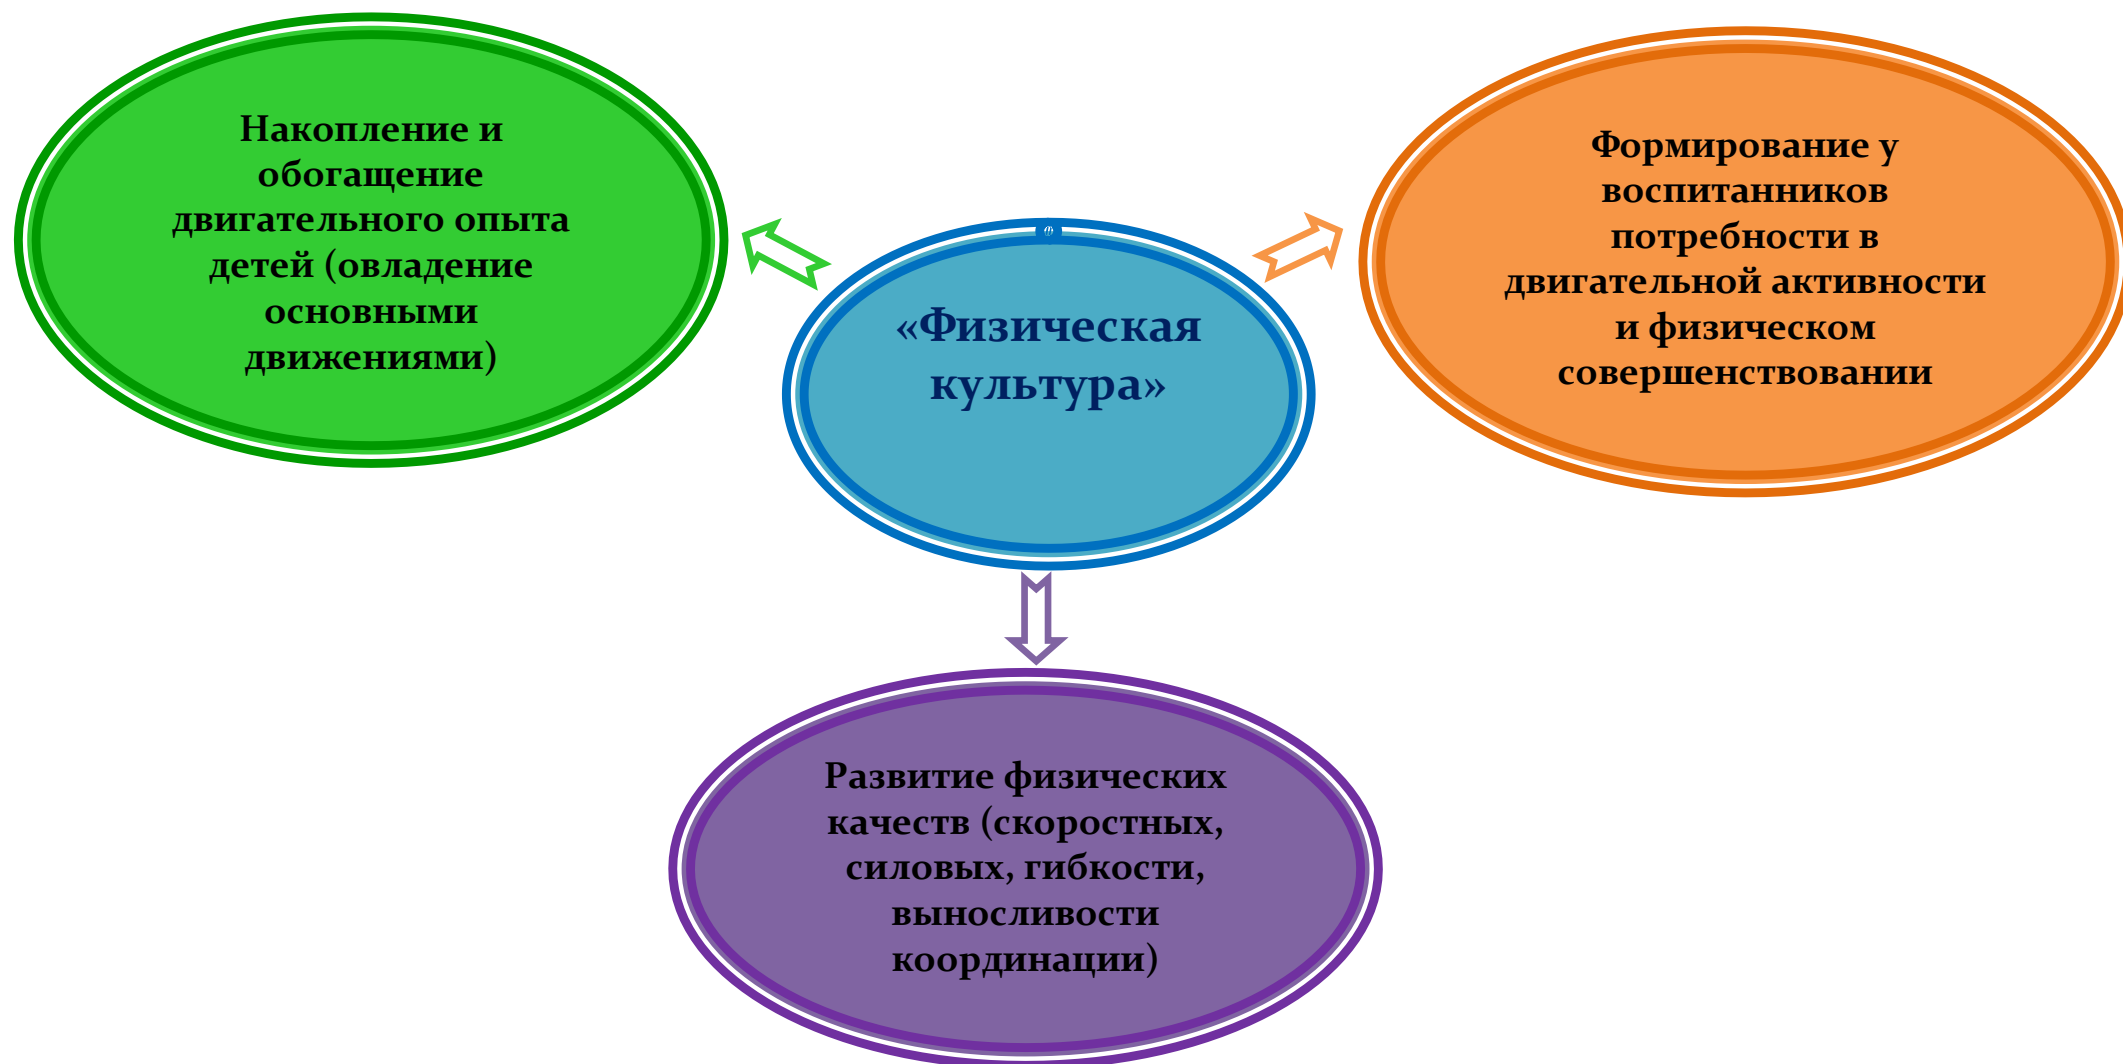 Накопление и
обогащение
двигательного опыта
детей (овладение
основными
движениями)
«Физическая
культура»
Формирование у
воспитанников
потребности в
двигательной активности
и физическом
совершенствовании
Развитие физических
качеств (скоростных,
силовых, гибкости,
выносливости
координации)